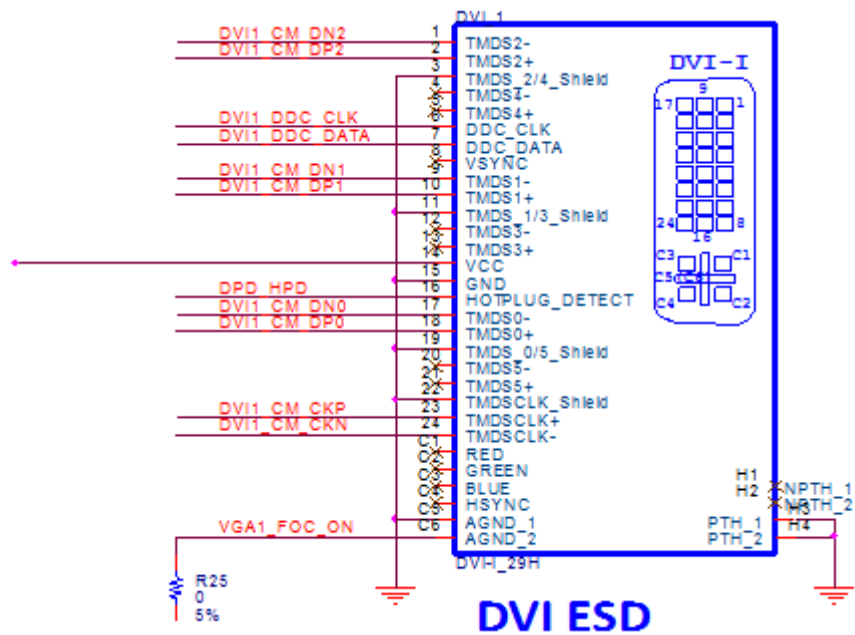 DVI_1
DVI1_CM_DN2 1 TMDS2-
DVI1_CM_DP2 2 TMDS2+
3 TMDS_2/4_Shield
4 TMDS4-
5 TMDS4+
DVI1_DDC_CLK 6 DDC_CLK
DVI1_DDC_DATA 7 DDC_DATA
8 VSYNC
DVI1_CM_DN1 9 TMDS1-
DVI1_CM_DP1 10 TMDS1+
11 TMDS_1/3_Shield
12 TMDS3-
13 TMDS3+
14 VCC
15 GND
DPD_HPD 16 HOTPLUG_DETECT
DVI1_CM_DN0 17 TMDS0-
DVI1_CM_DP0 18 TMDS0+
19 TMDS_0/5_Shield
20 TMDS5-
21 TMDS5+
22 TMDSCLK_Shield
DVI1_CM_CKP 23 TMDSCLK+
DVI1_CM_CKN 24 TMDSCLK-
C1 RED
C2 GREEN
C3 BLUE
C4 HSYNC
C5 AGND_1
VGA1_FOC_ON C6 AGND_2
DVI-I
9
17 1
24 8
16
C3 C1
C5
C4 C2
H1 NPTH_1
H2 NPTH_2
PTH_1 H3
PTH_2 H4
DVI-I_29H
R25
0
5%
DVI ESD